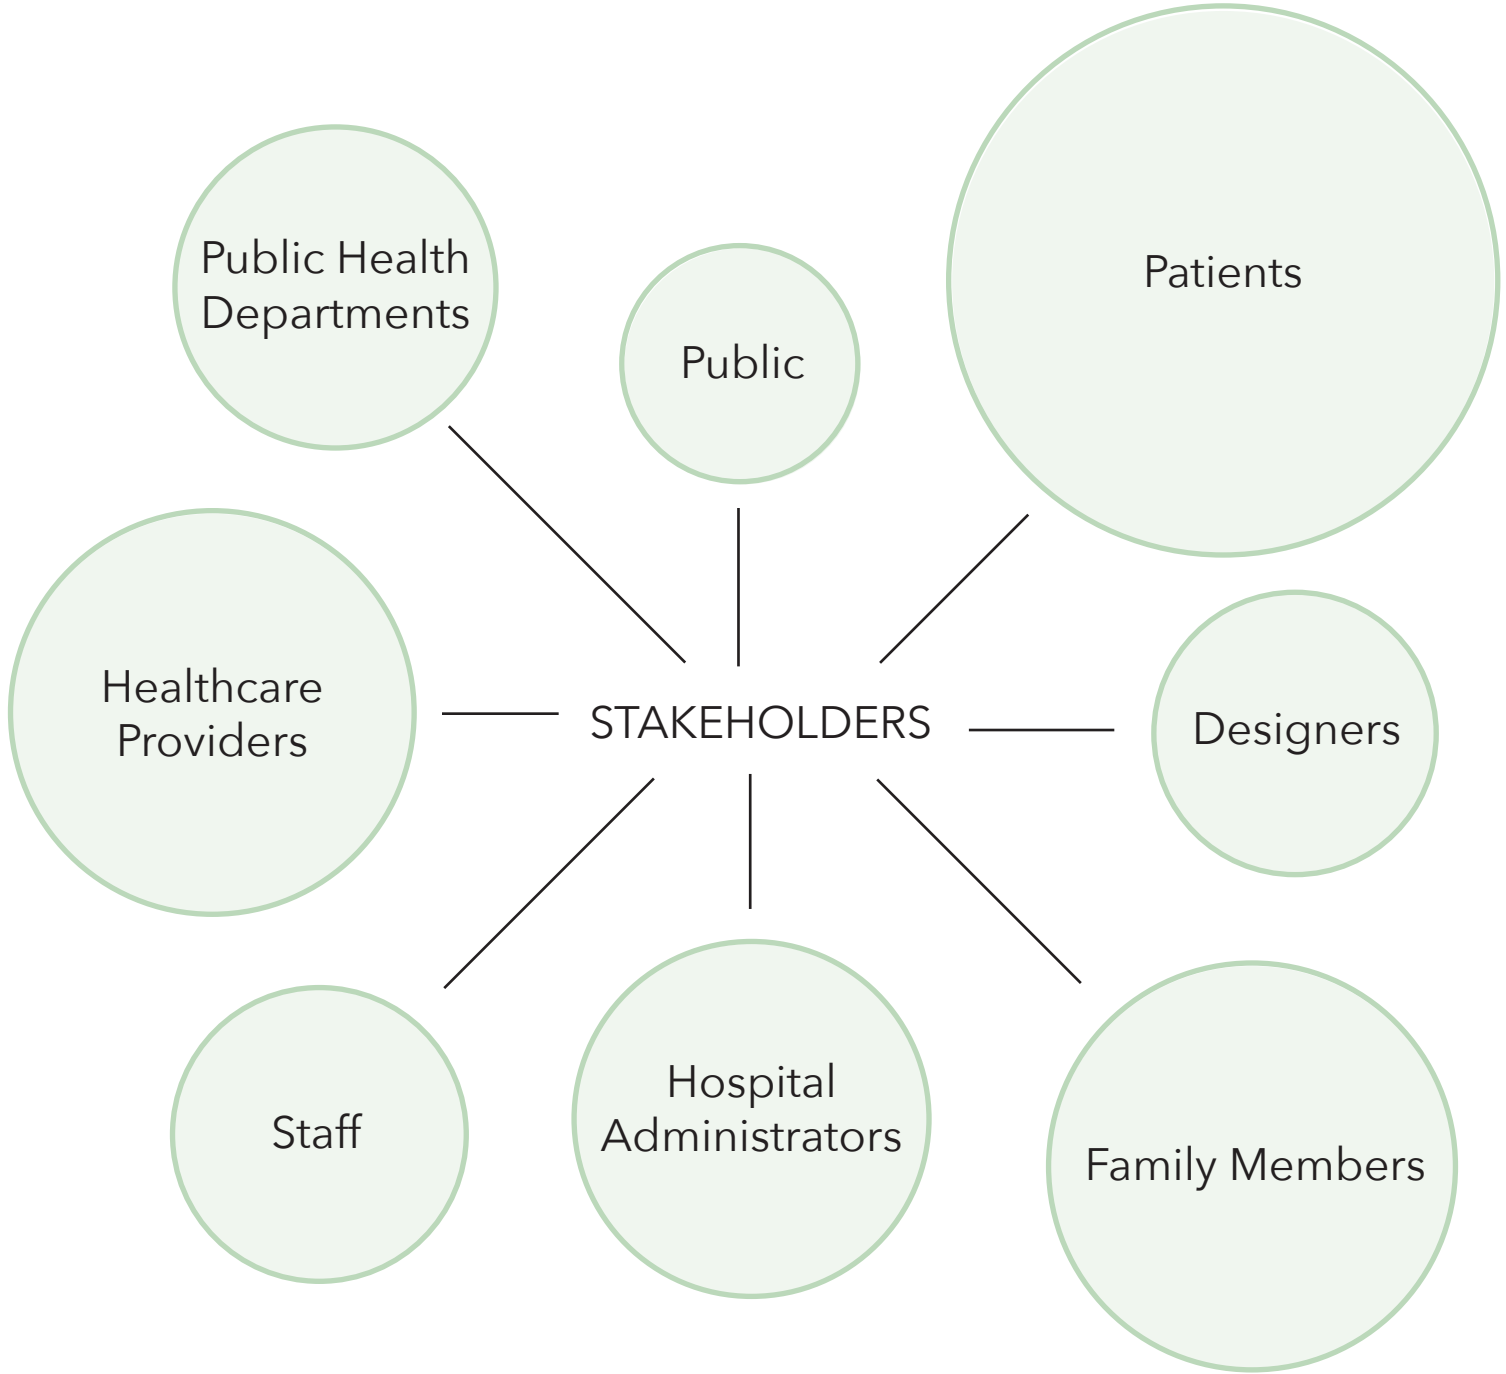 Public Health
Departments
Public
Patients
Healthcare
Providers
STAKEHOLDERS
Designers
Staff
Hospital
Administrators
Family Members